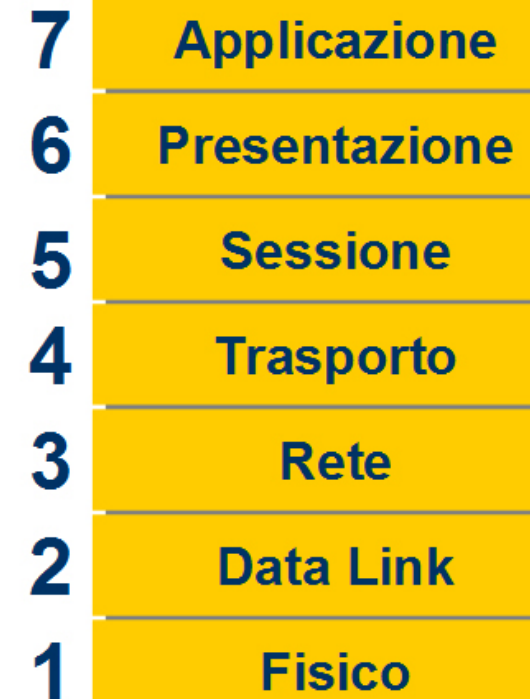 7 Applicazione
6 Presentazione
5 Sessione
4 Trasporto
3 Rete
2 Data Link
1 Fisico